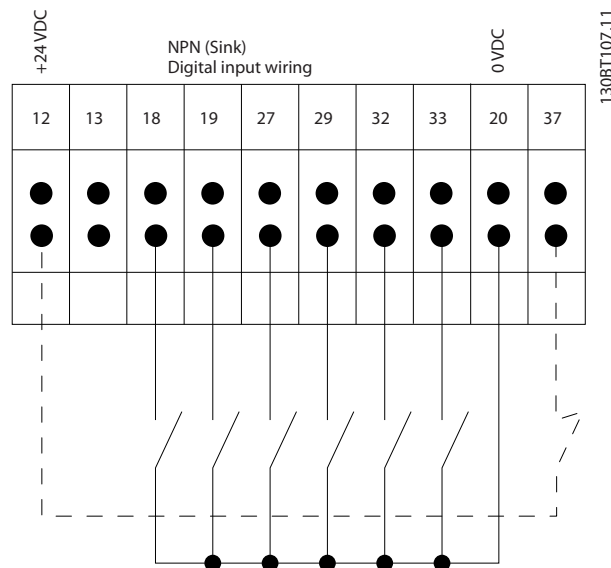 +24 VDC
NPN (Sink)
Digital input wiring
0 VDC
130BT107.11
12 13 18 19 27 29 32 33 20 37